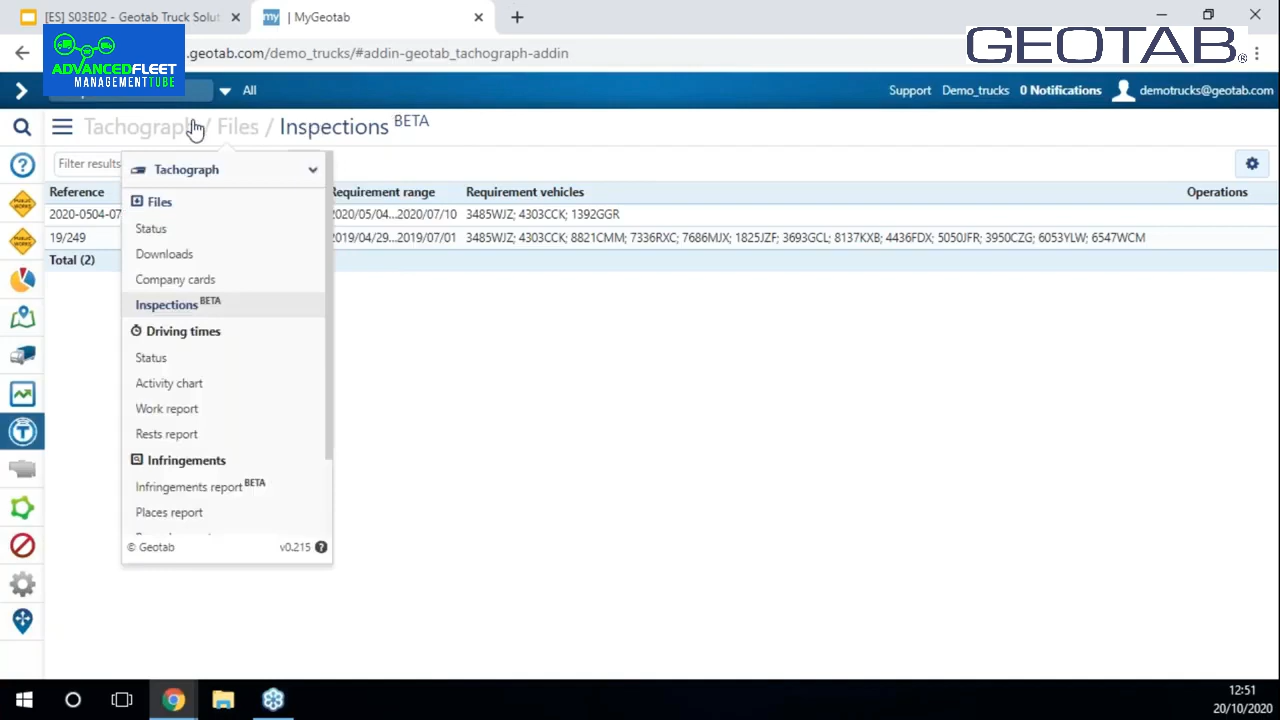 [ES] S03E02 - Geotab Truck Solut
my | MyGeotab
GEOTAB®
ADVANCEDFLEET
MANAGEMENTTUBE
.geotab.com/demo_trucks/#addin-geotab_tachograph-addin
All
Support Demo_trucks 0 Notifications demotrucks@geotab.com
Tachograph / Files / Inspections BETA
Filter results
Reference Requirement range Requirement vehicles Operations
2020-0504-07 2020/05/04...2020/07/10 3485WJZ; 4303CCK; 1392GGR
19/249 2019/04/29...2019/07/01 3485WJZ; 4303CCK; 8821CMM; 7336RXC; 7686MJX; 1825JZF; 3693GCL; 8137KXB; 4436FDX; 5050JFR; 3950CZG; 6053YLW; 6547WCM
Total (2)
Tachograph
Files
Status
Downloads
Company cards
Inspections BETA
Driving times
Status
Activity chart
Work report
Rests report
Infringements
Infringements report BETA
Places report
© Geotab v0.215
PUBLIC WORKS
PUBLIC WORKS
12:51
20/10/2020